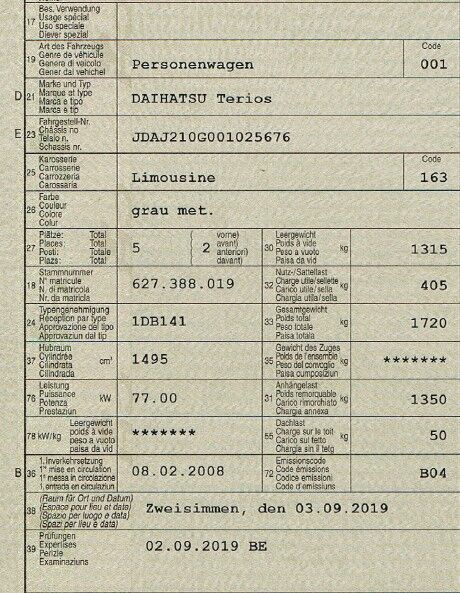 17 Bes. Verwendung
Usage spécial
Uso speciale
Diever spezial
19 Art des Fahrzeugs
Genre de véhicule
Genere di veicolo
Gener dal vehichel
Personenwagen
Code
001
D 21 Marke und Typ
Marque et type
Marca e tipo
Marca e tip
DAIHATSU Terios
E 23 Fahrgestell-Nr.
Châssis no
Telaio n.
Schassis nr.
JDAJ210G001025676
25 Karosserie
Carrosserie
Carrozzeria
Carossaria
Limousine
Code
163
26 Farbe
Couleur
Colore
Colur
grau met.
27 Plätze: Total
Places: Total
Posti: Totale
Plazs: Total
5
2
vorne)
avant)
anteriori)
davant)
30 Leergewicht
Poids à vide
Peso a vuoto
Paisa da vid
kg
1315
18 Stammnummer
N° matricule
N. di matricola
Nr. da matricla
627.388.019
32 Nutz-/Sattellast
Charge utile/sellette
Carico utile/sella
Chargia utila/sella
kg
405
24 Typengenehmigung
Réception par type
Approvazione del tipo
Approvaziun dal tip
1DB141
33 Gesamtgewicht
Poids total
Peso totale
Paisa totala
kg
1720
37 Hubraum
Cylindrée
Cilindrata
Cilindrada
cm³
1495
35 Gewicht des Zuges
Poids de l'ensemble
Peso del convoglio
Paisa cumposiziun
kg
*******
76 Leistung
Puissance
Potenza
Prestaziun
kW
77.00
31 Anhängelast
Poids remorquable
Carico rimorchiato
Chargia annexa
kg
1350
78 kW/kg Leergewicht
poids à vide
peso a vuoto
paisa da vid
*******
55 Dachlast
Charge sur le toit
Carico sul tetto
Chargia sin il tetg
kg
50
B 36 1. Inverkehrsetzung
1re mise en circulation
1a messa in circolazione
1. entrada en circulaziun
08.02.2008
72 Emissionscode
Code émissions
Codice emissioni
Code d'emissiuns
B04
38 (Raum für Ort und Datum)
(Espace pour lieu et date)
(Spazio per luogo e data)
(Spazi per lieu e data)
Zweisimmen, den 03.09.2019
39 Prüfungen
Expertises
Perizie
Examinaziuns
02.09.2019 BE